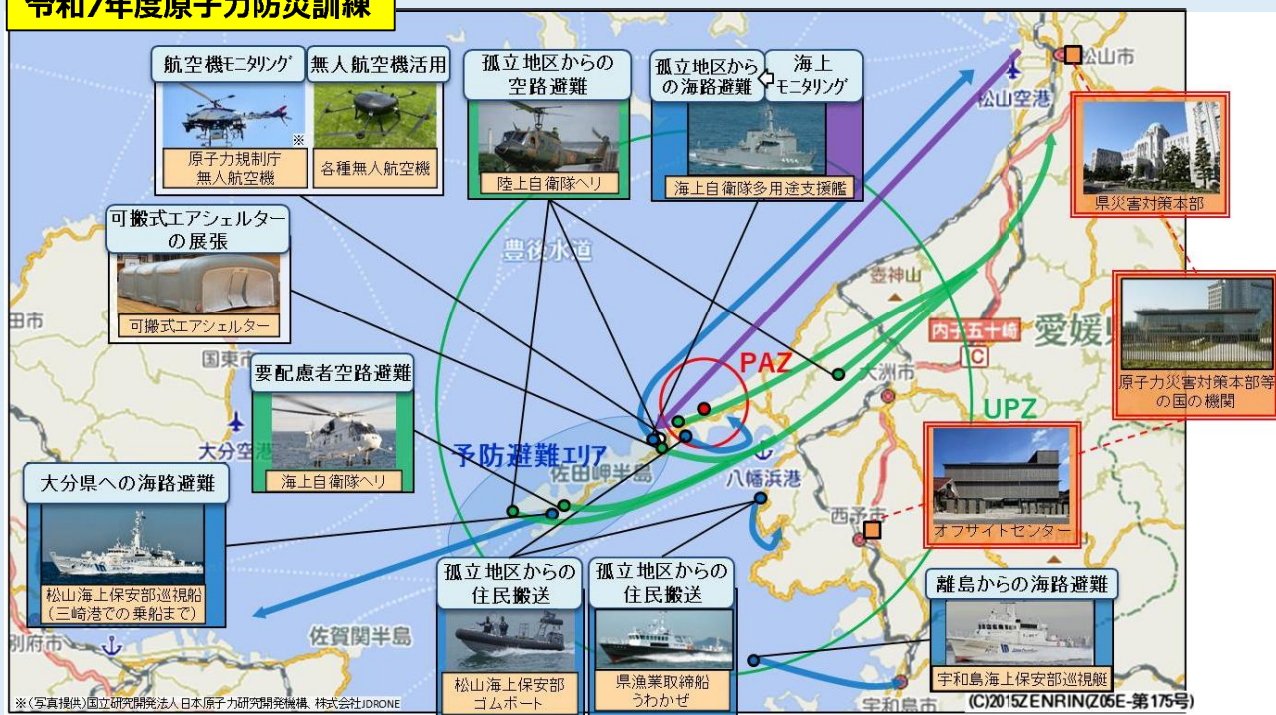 令和7年度原子力防災訓練
航空機モニタリング
無人航空機活用
※
原子力規制庁
無人航空機
各種無人航空機
孤立地区からの
空路避難
陸上自衛隊ヘリ
孤立地区から
の海路避難
海上
モニタリング
海上自衛隊多用途支援艦
松山市
松山空港
県災害対策本部
可搬式エアシェルター
の展張
可搬式エアシェルター
豊後水道
壺神山
内子五十崎
IC
愛媛県
原子力災害対策本部等
の国の機関
田市
国東市
要配慮者空路避難
海上自衛隊ヘリ
PAZ
大洲市
UPZ
大分空港
予防避難エリア
佐田岬半島
八幡浜港
西予市
オフサイトセンター
大分県への海路避難
松山海上保安部巡視船
(三崎港での乗船まで)
孤立地区からの
住民搬送
松山海上保安部
ゴムボート
孤立地区からの
住民搬送
県漁業取締船
うわかぜ
離島からの海路避難
宇和島海上保安部巡視艇
別府市
佐賀関半島
宇和島市
※(写真提供)国立研究開発法人日本原子力研究開発機構、株式会社JDRONE
(C)2015ZENRIN(Z05E-第175号)